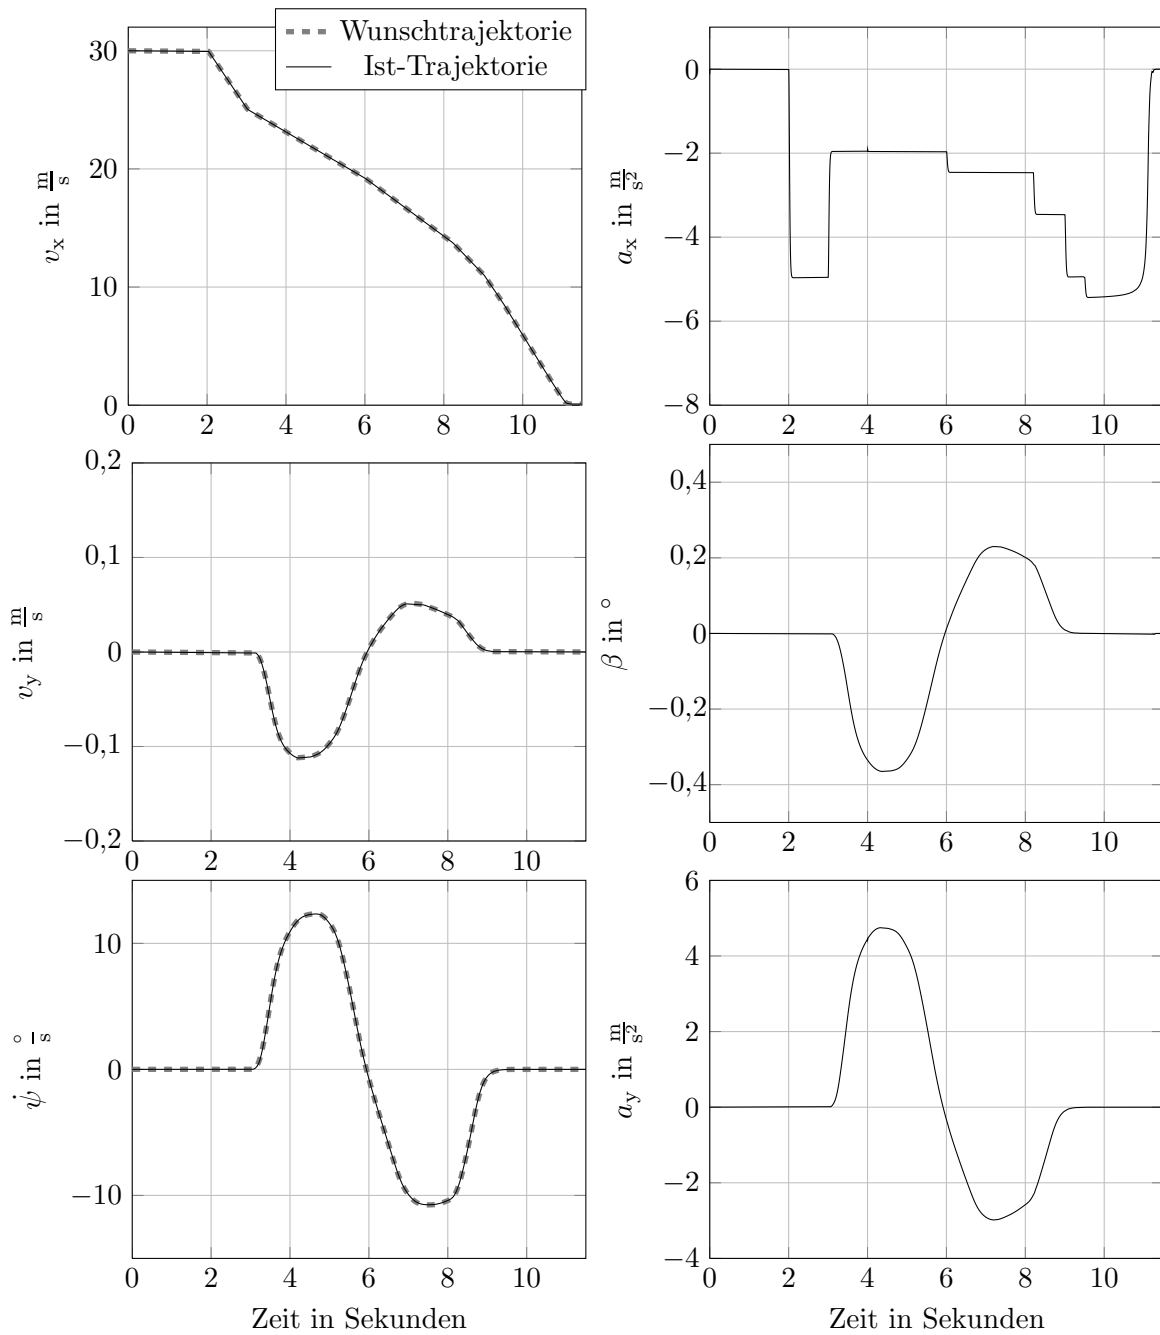 Wunschtrajektorie
Ist-Trajektorie
30
20
10
0
0 2 4 6 8 10
v_x in m/s
0
−2
−4
−6
−8
0 2 4 6 8 10
a_x in m/s²
0,2
0,1
0
−0,1
−0,2
0 2 4 6 8 10
v_y in m/s
0,4
0,2
0
−0,2
−0,4
0 2 4 6 8 10
β in °
10
0
−10
0 2 4 6 8 10
ψ̇ in °/s
Zeit in Sekunden
6
4
2
0
−2
−4
0 2 4 6 8 10
a_y in m/s²
Zeit in Sekunden